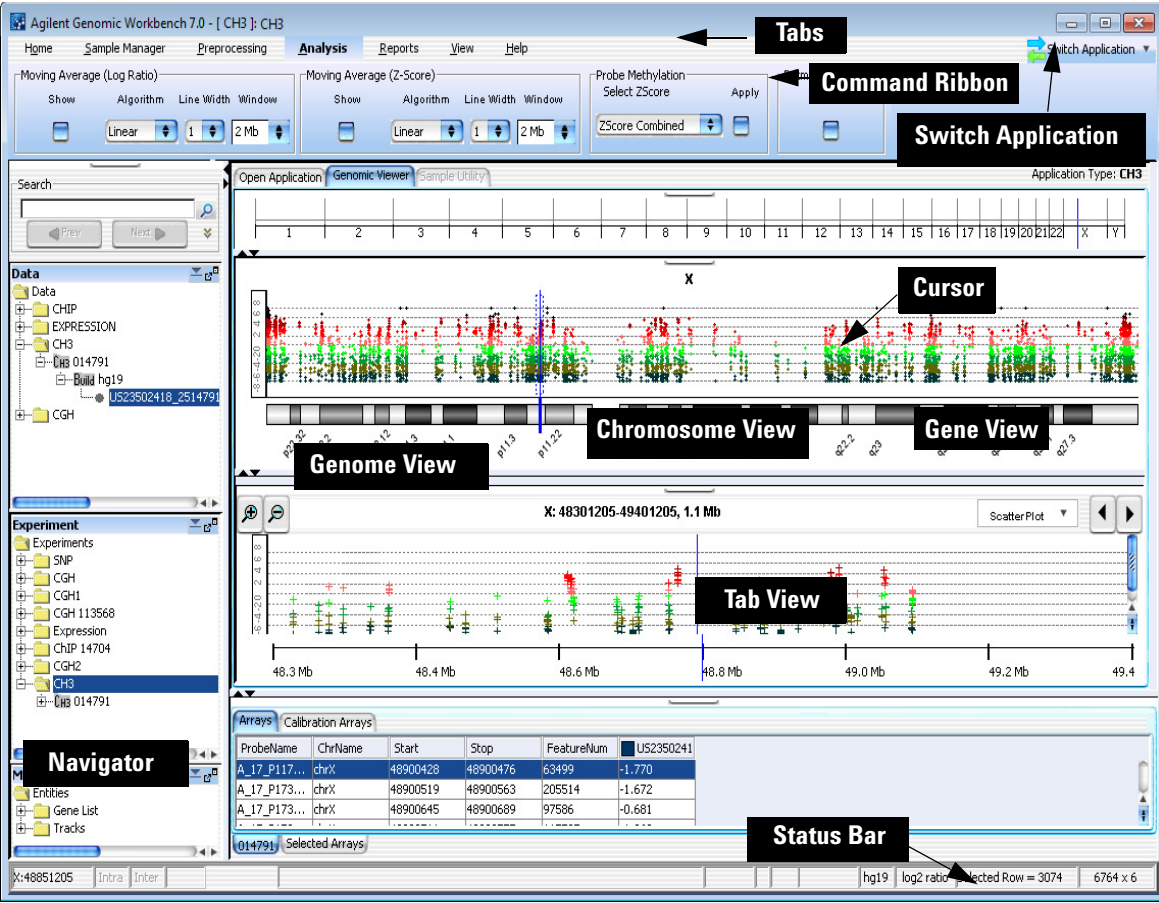 Agilent Genomic Workbench 7.0 - [ CH3 ]: CH3
Home Sample Manager Preprocessing Analysis Reports View Help
Tabs
Switch Application
Moving Average (Log Ratio)
Show Algorithm Line Width Window
Linear 1 2 Mb
Moving Average (Z-Score)
Show Algorithm Line Width Window
Linear 1 2 Mb
Probe Methylation
Select ZScore Apply
ZScore Combined
Command Ribbon
Switch Application
Search
Prev Next
Data
Data
CHIP
EXPRESSION
CH3
CH3 014791
Build hg19
US23502418_2514791
CGH
Experiment
Experiments
SNP
CGH
CGH1
CGH 113568
Expression
ChIP 14704
CGH2
CH3
CH3 014791
Navigator
Entities
Gene List
Tracks
Open Application Genomic Viewer Sample Utility
Application Type: CH3
1 2 3 4 5 6 7 8 9 10 11 12 13 14 15 16 17 18 19 20 21 22 X Y
X
Cursor
Chromosome View
Gene View
p22.32 p11.3 p11.22 q22.2 q23 q27.3
Genome View
X: 48301205-49401205, 1.1 Mb
ScatterPlot
Tab View
48.3 Mb 48.4 Mb 48.6 Mb 48.8 Mb 49.0 Mb 49.2 Mb 49.4
Arrays Calibration Arrays
ProbeName ChrName Start Stop FeatureNum US2350241
A_17_P117... chrX 48900428 48900476 63499 -1.770
A_17_P173... chrX 48900519 48900563 205514 -1.672
A_17_P173... chrX 48900645 48900689 97586 -0.681
014791 Selected Arrays
Status Bar
X:48851205 Intra Inter hg19 log2 ratio Selected Row = 3074 6764 x 6